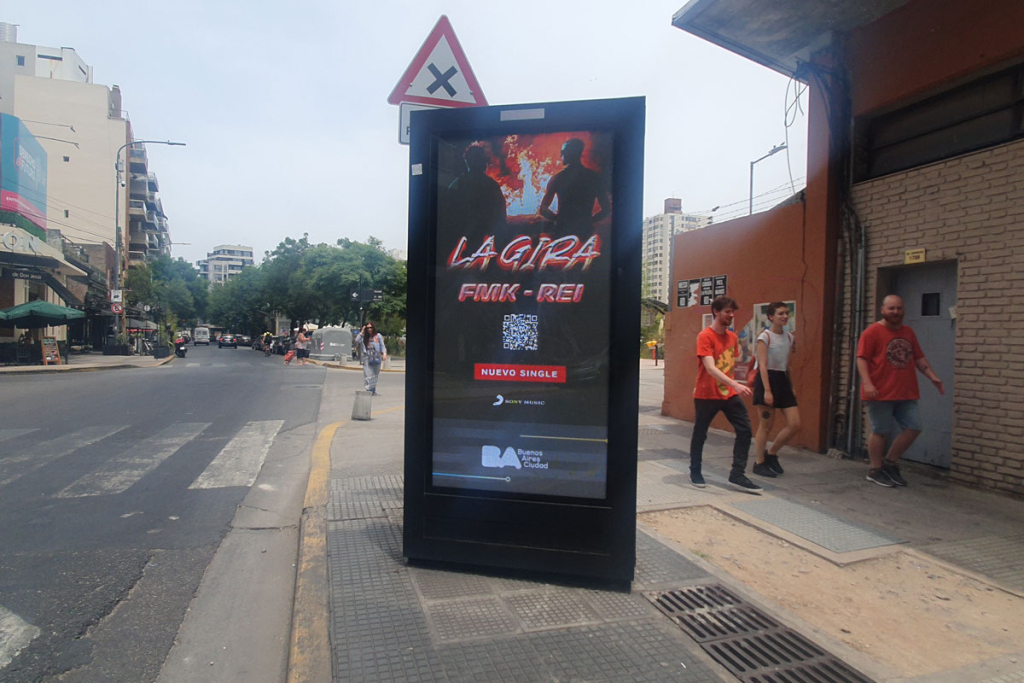 LA GIRA
FMK - REI
NUEVO SINGLE
SONY MUSIC
BA
Buenos
Aires
Ciudad